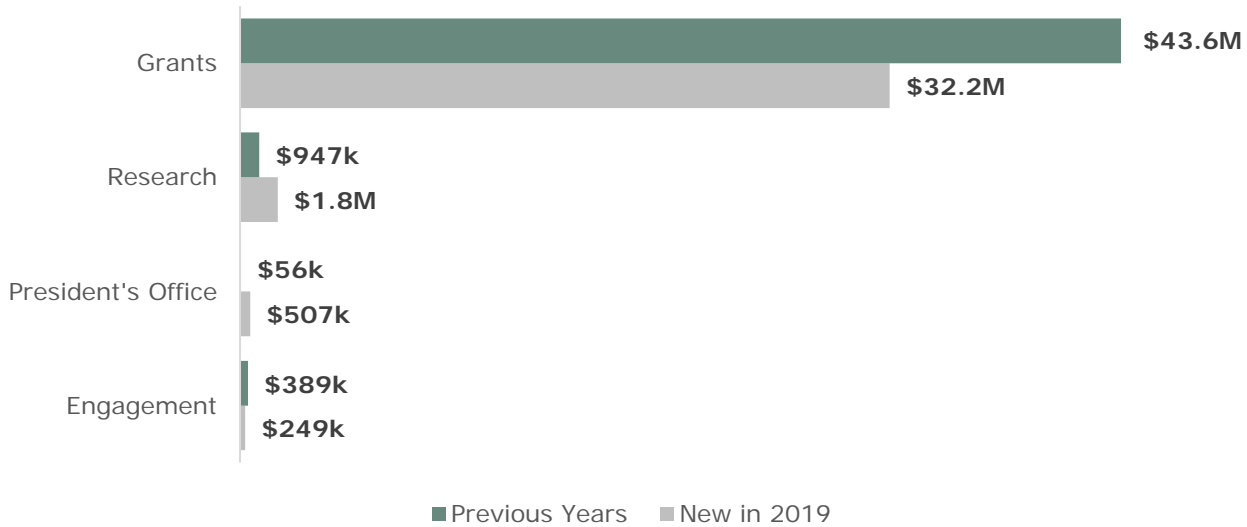 Grants
$43.6M
$32.2M
Research
$947k
$1.8M
President's Office
$56k
$507k
Engagement
$389k
$249k
Previous Years New in 2019